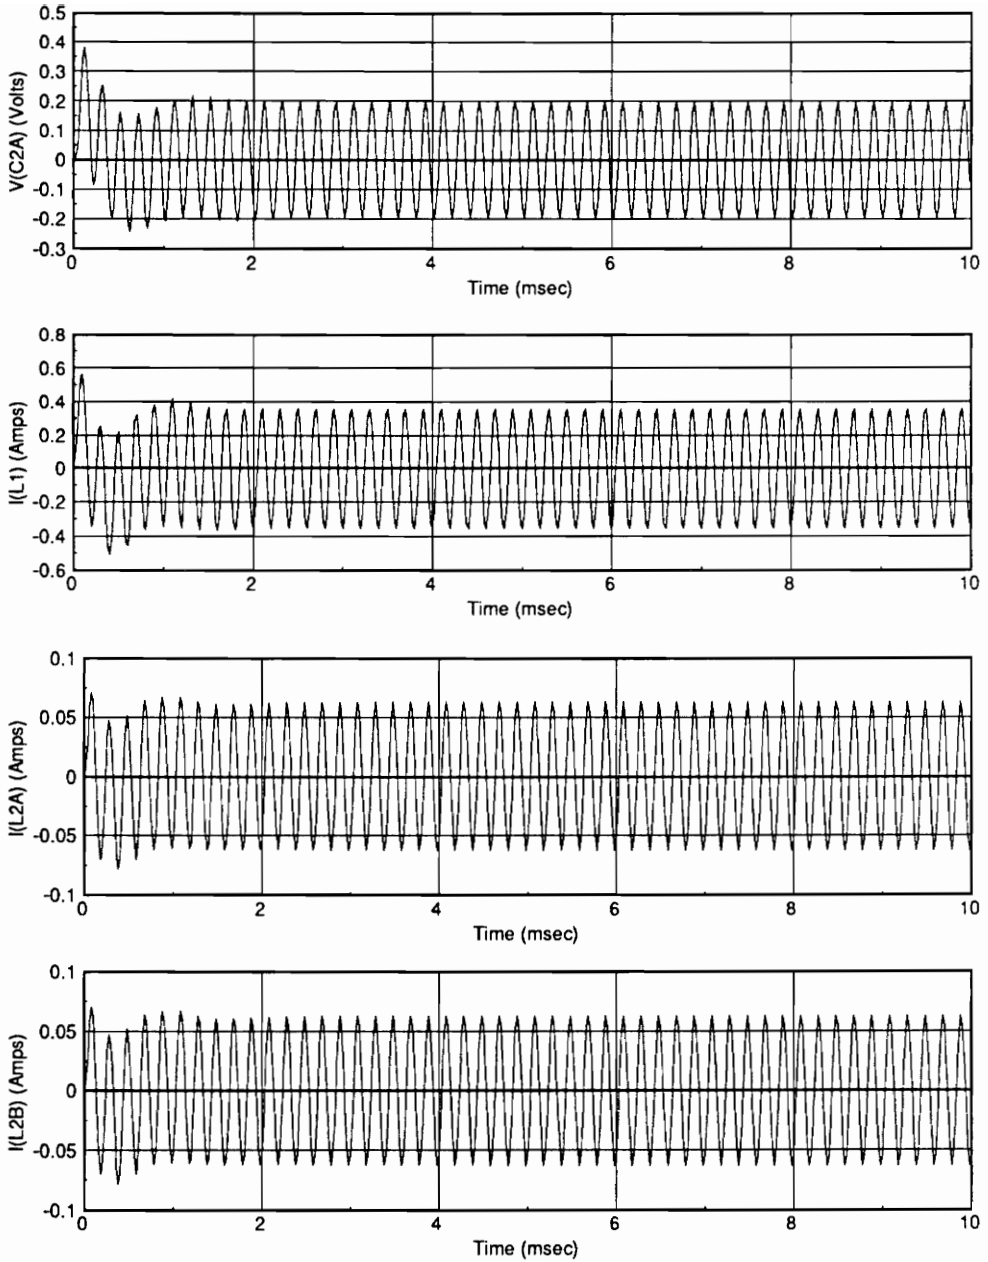 0.5
0.4
0.3
0.2
0.1
0
-0.1
-0.2
-0.3
V(C2A) (Volts)
0 2 4 6 8 10
Time (msec)
0.8
0.6
0.4
0.2
0
-0.2
-0.4
-0.6
I(L1) (Amps)
0 2 4 6 8 10
Time (msec)
0.1
0.05
0
-0.05
-0.1
I(L2A) (Amps)
0 2 4 6 8 10
Time (msec)
0.1
0.05
0
-0.05
-0.1
I(L2B) (Amps)
0 2 4 6 8 10
Time (msec)